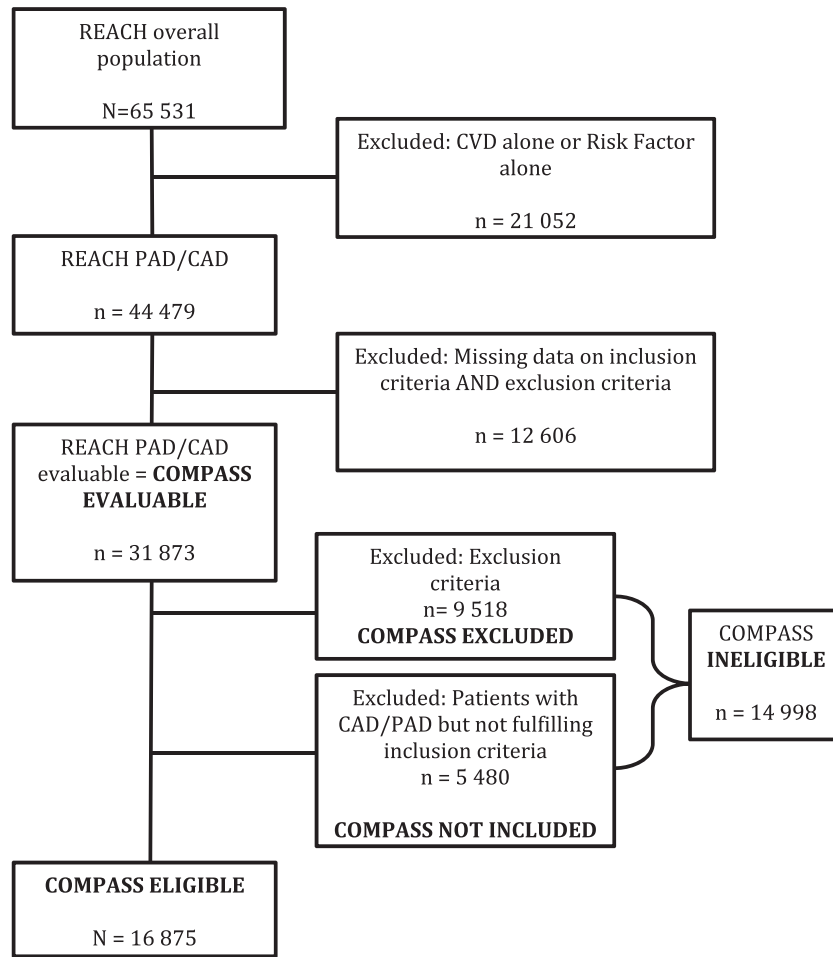 REACH overall
population
N=65 531
Excluded: CVD alone or Risk Factor
alone
n = 21 052
REACH PAD/CAD
n = 44 479
Excluded: Missing data on inclusion
criteria AND exclusion criteria
n = 12 606
REACH PAD/CAD
evaluable = COMPASS
EVALUABLE
n = 31 873
Excluded: Exclusion
criteria
n= 9 518
COMPASS EXCLUDED
COMPASS
INELIGIBLE
n = 14 998
Excluded: Patients with
CAD/PAD but not fulfilling
inclusion criteria
n = 5 480
COMPASS NOT INCLUDED
COMPASS ELIGIBLE
N = 16 875